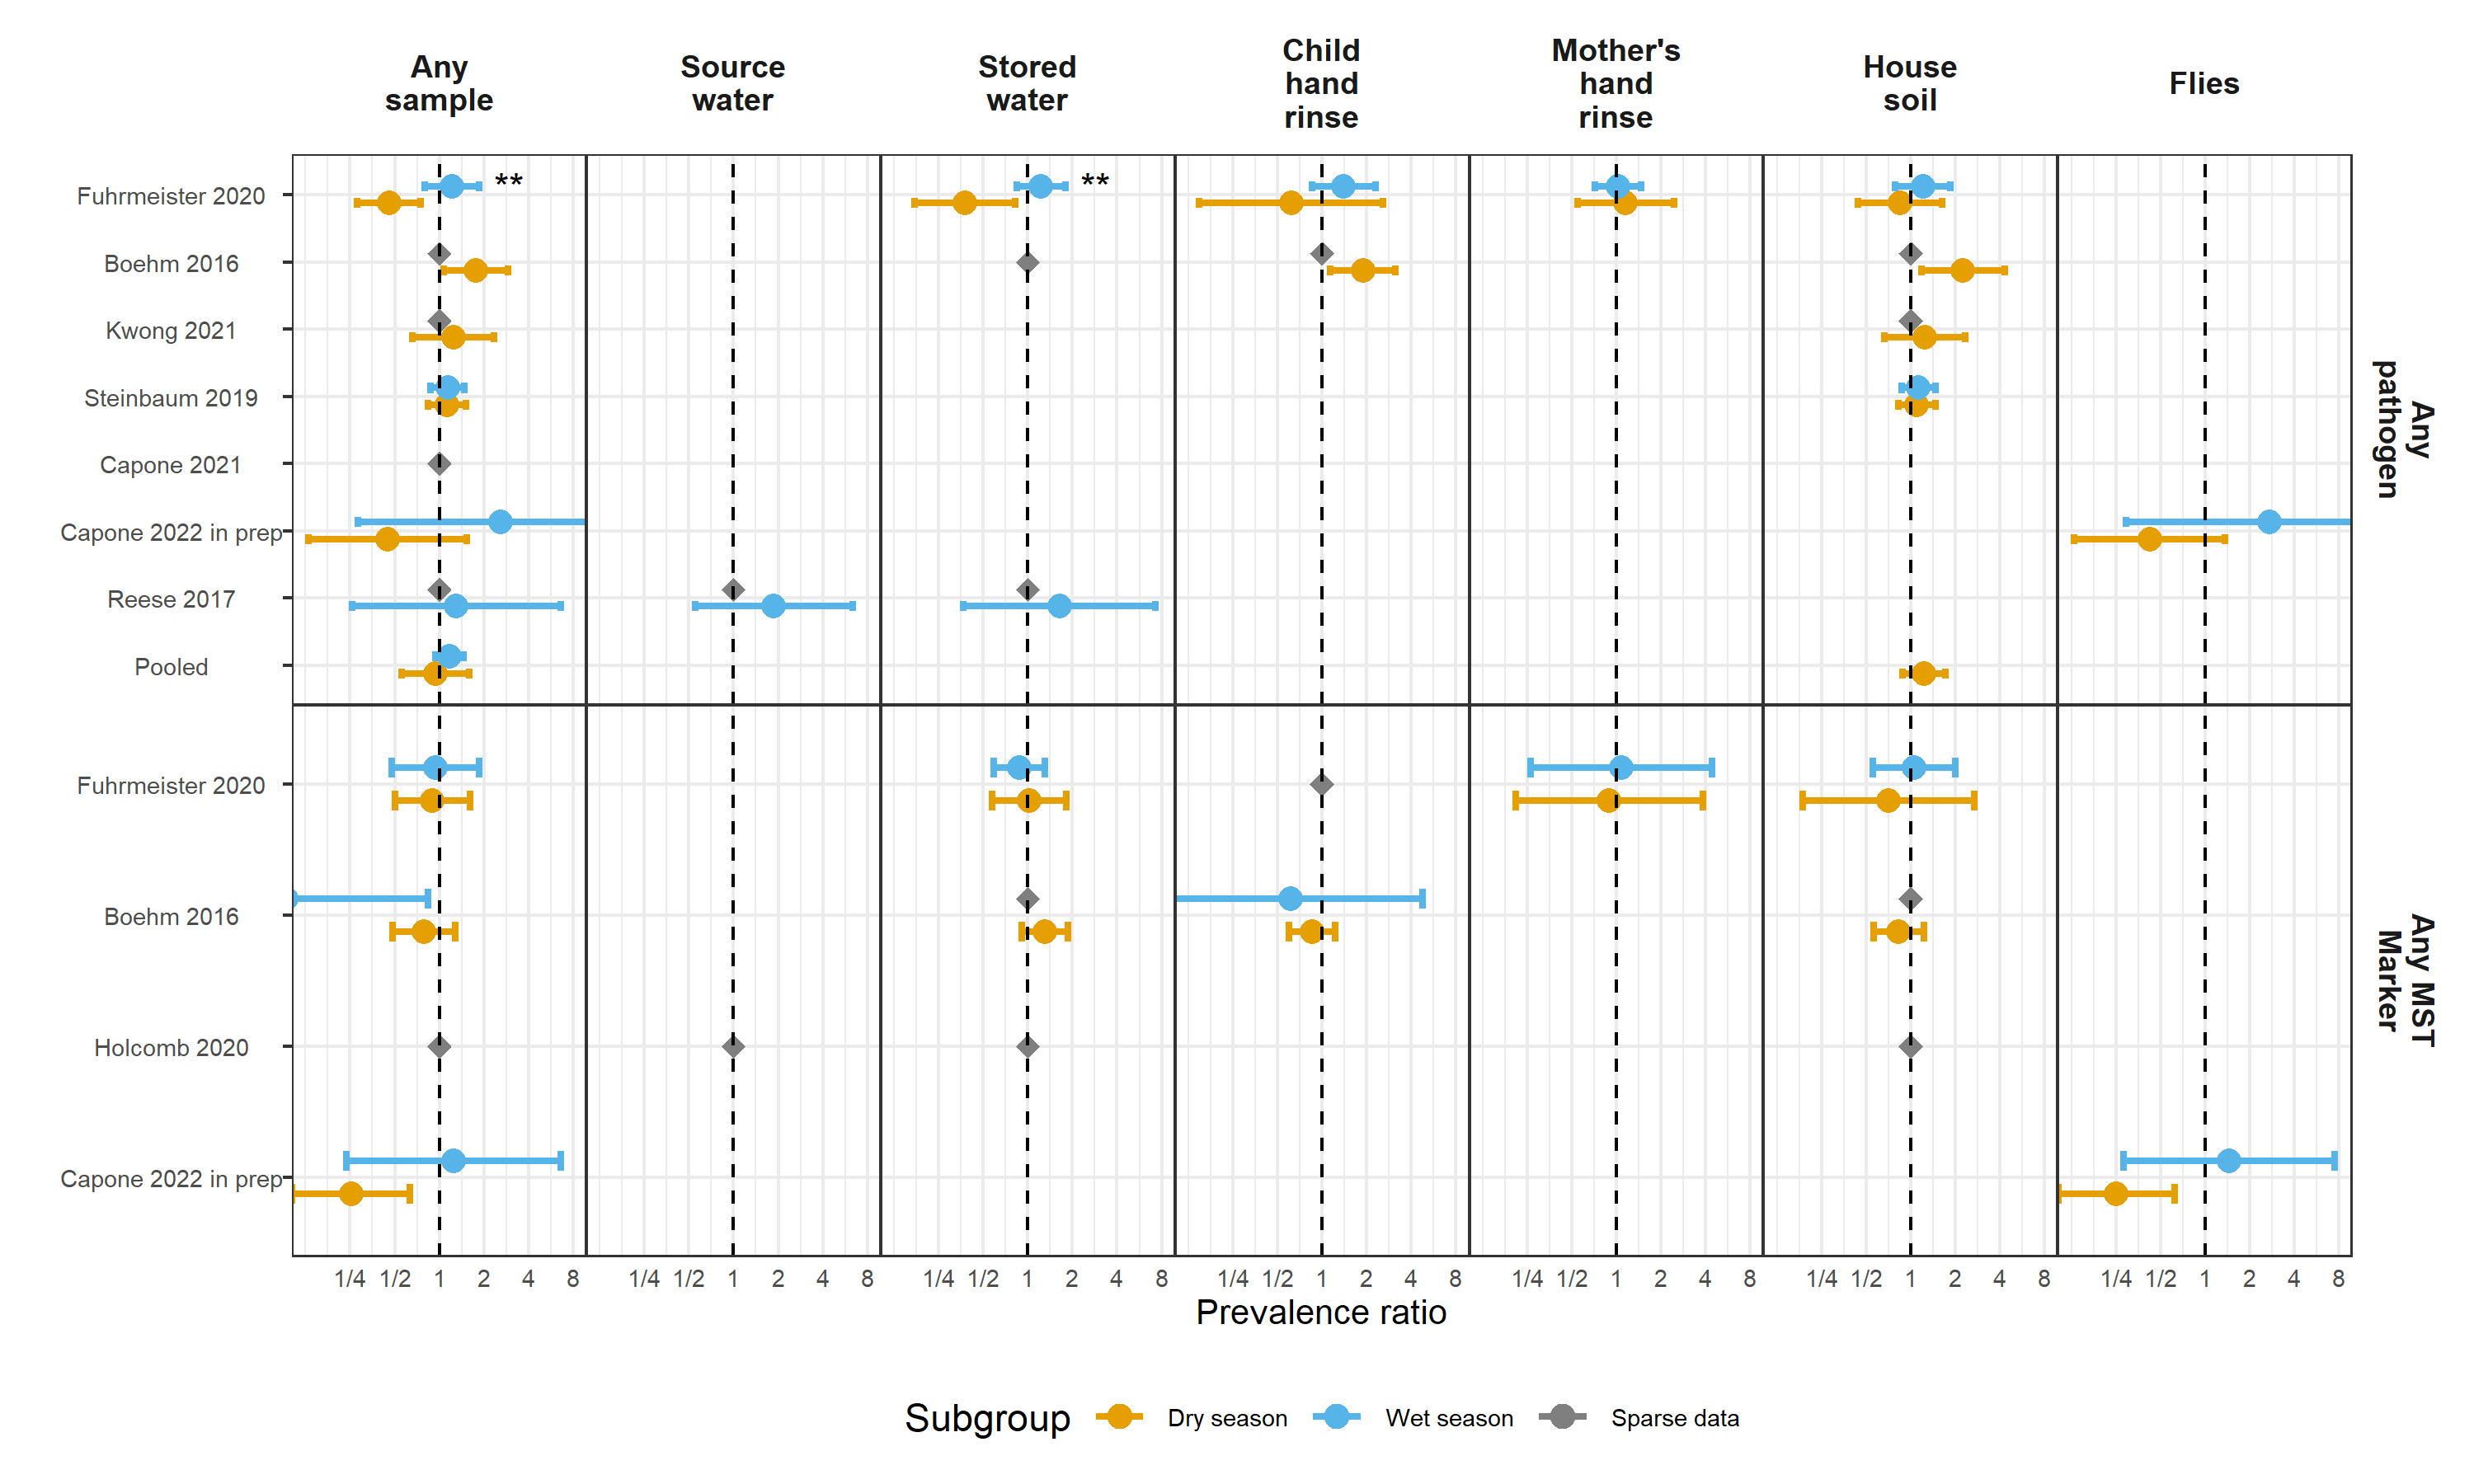 Any
sample
Source
water
Stored
water
Child
hand
rinse
Mother's
hand
rinse
House
soil
Flies
Fuhrmeister 2020
**
**
Boehm 2016
Kwong 2021
Steinbaum 2019
Capone 2021
Capone 2022 in prep
Reese 2017
Pooled
Any
pathogen
Fuhrmeister 2020
Boehm 2016
Holcomb 2020
Capone 2022 in prep
Any MST
Marker
1/4 1/2 1 2 4 8
1/4 1/2 1 2 4 8
1/4 1/2 1 2 4 8
1/4 1/2 1 2 4 8
1/4 1/2 1 2 4 8
1/4 1/2 1 2 4 8
1/4 1/2 1 2 4 8
Prevalence ratio
Subgroup Dry season Wet season Sparse data